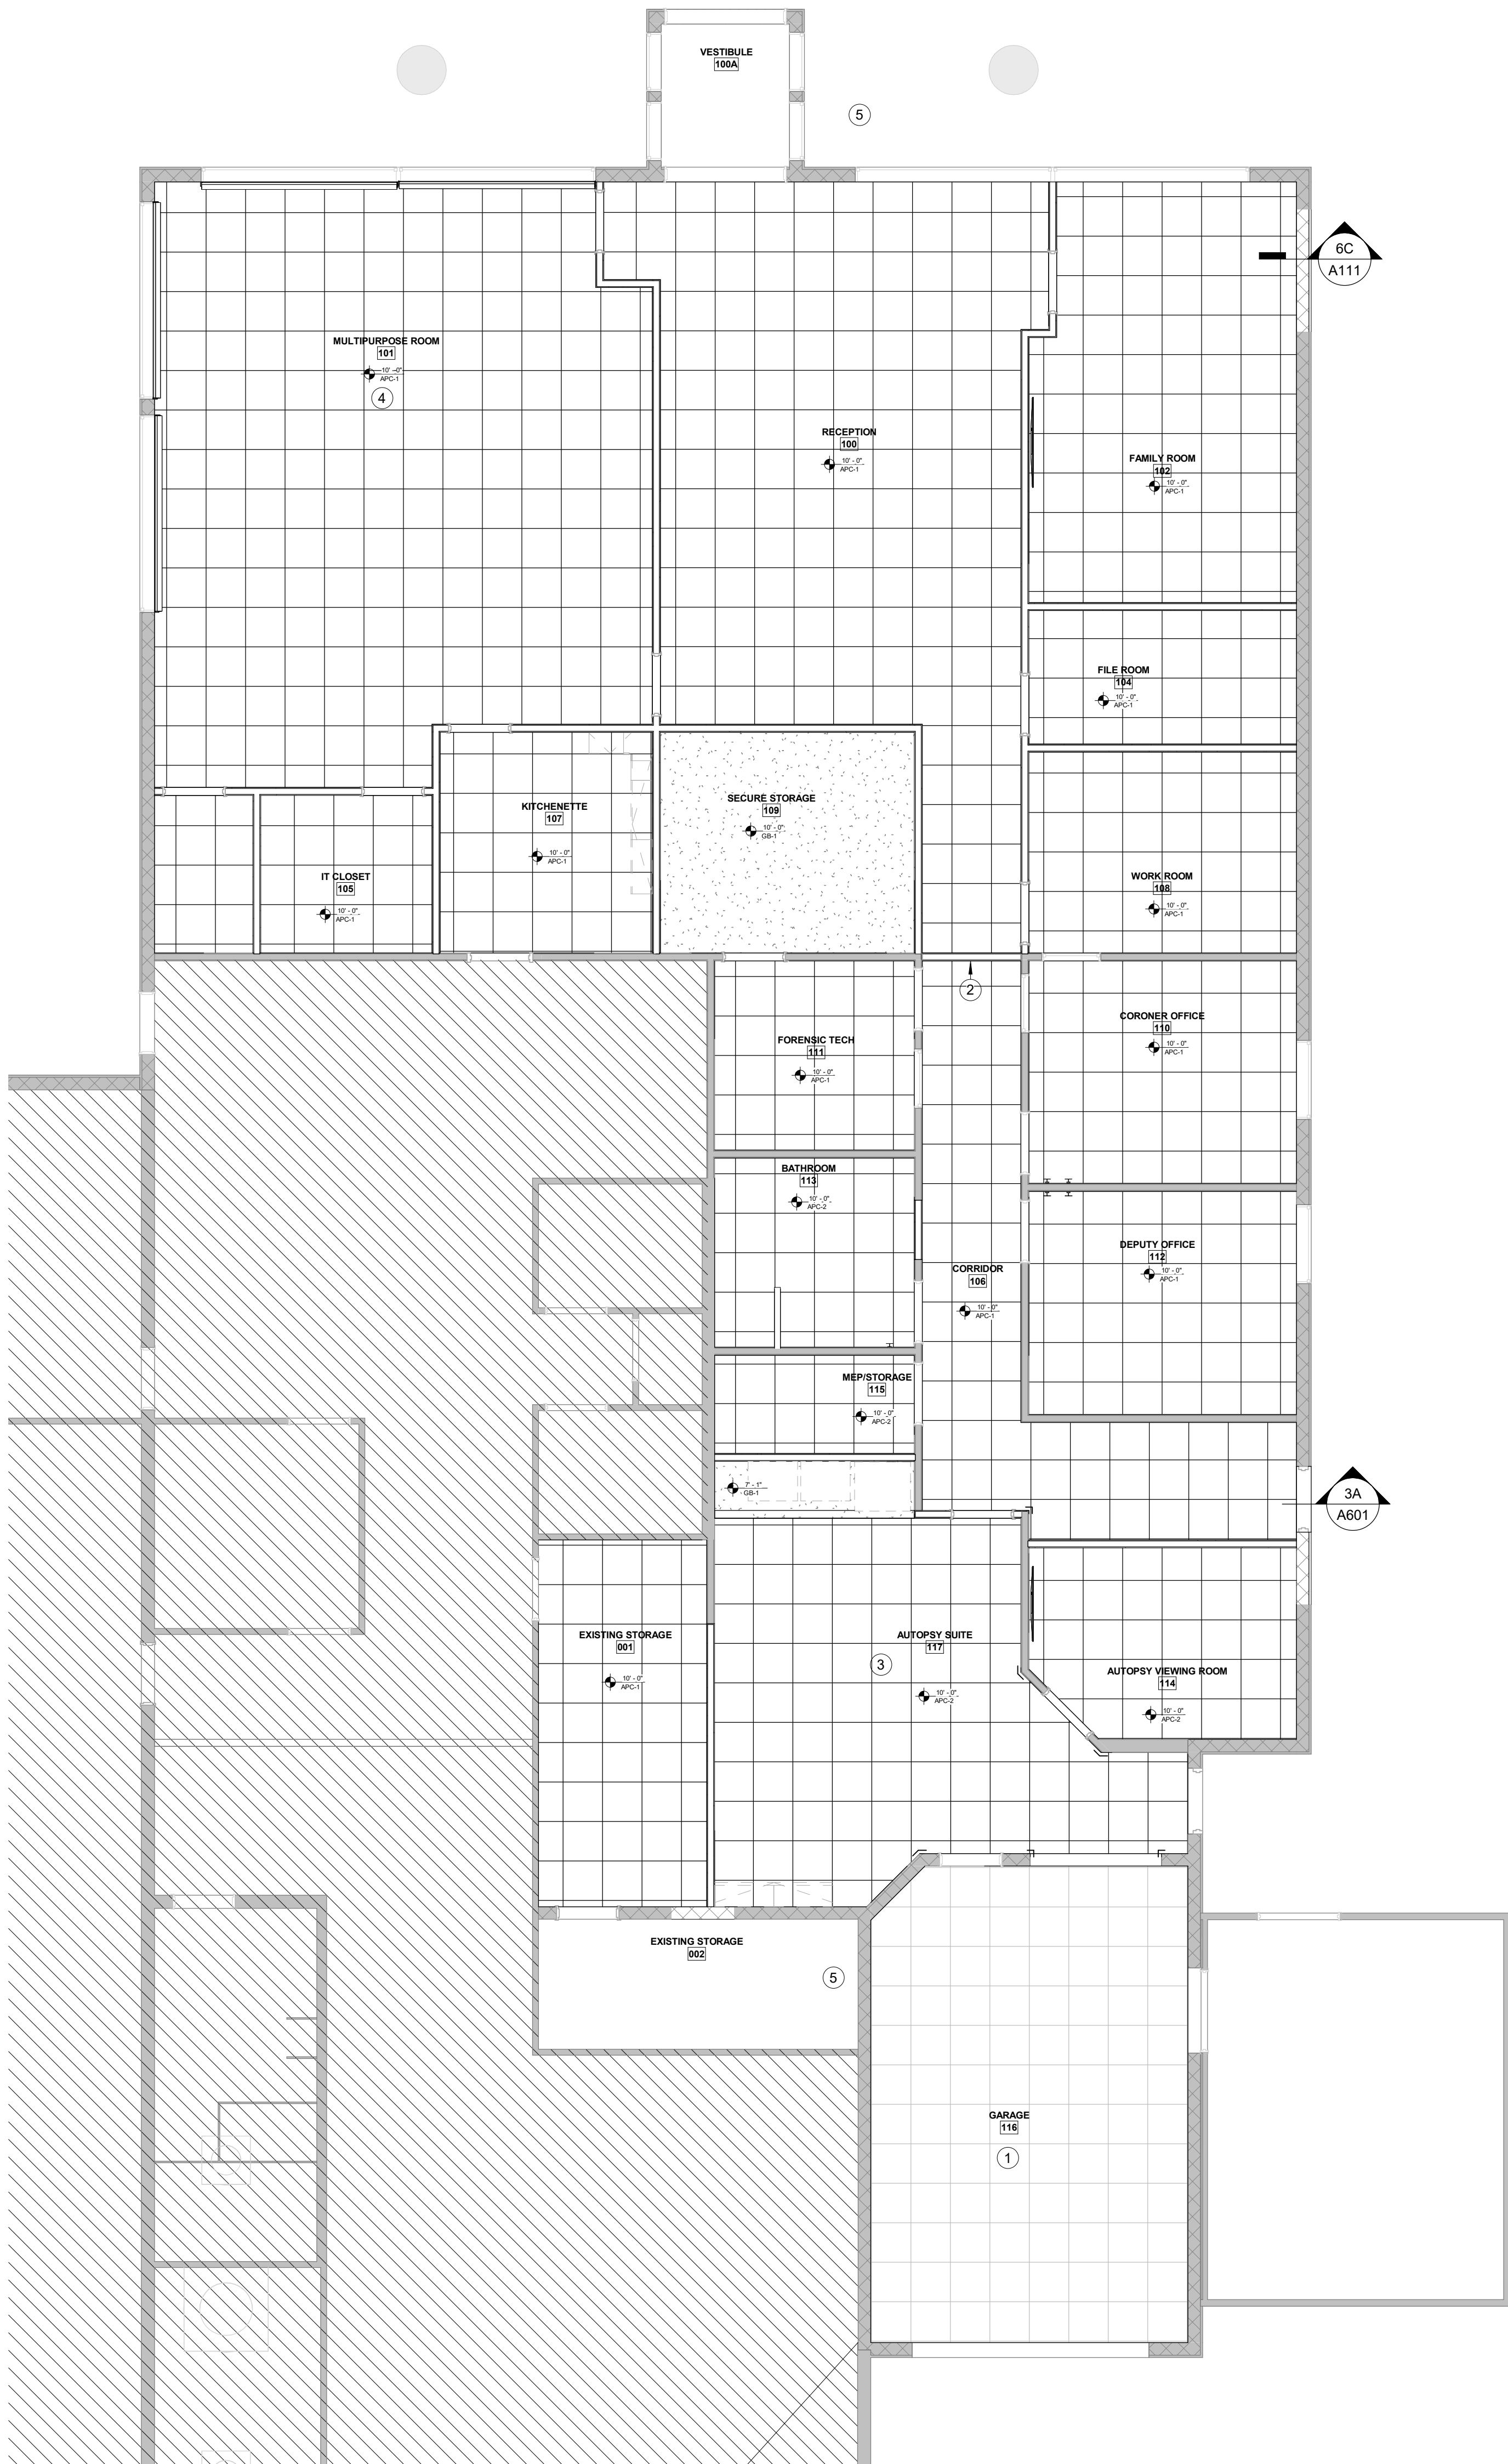 VESTIBULE
100A
5
6C
A111
MULTIPURPOSE ROOM
101
10' - 0"
APC-1
4
RECEPTION
100
10' - 0"
APC-1
FAMILY ROOM
102
10' - 0"
APC-1
FILE ROOM
104
10' - 0"
APC-1
SECURE STORAGE
109
10' - 0"
GB-1
KITCHENETTE
107
10' - 0"
APC-1
IT CLOSET
105
10' - 0"
APC-1
WORK ROOM
108
10' - 0"
APC-1
2
CORONER OFFICE
110
10' - 0"
APC-1
FORENSIC TECH
111
10' - 0"
APC-1
BATHROOM
113
10' - 0"
APC-2
DEPUTY OFFICE
112
10' - 0"
APC-1
CORRIDOR
106
10' - 0"
APC-1
MEP/STORAGE
115
10' - 0"
APC-2
7' - 1"
GB-1
3A
A601
EXISTING STORAGE
001
10' - 0"
APC-1
AUTOPSY SUITE
117
3
10' - 0"
APC-2
AUTOPSY VIEWING ROOM
114
10' - 0"
APC-2
EXISTING STORAGE
002
5
GARAGE
116
1